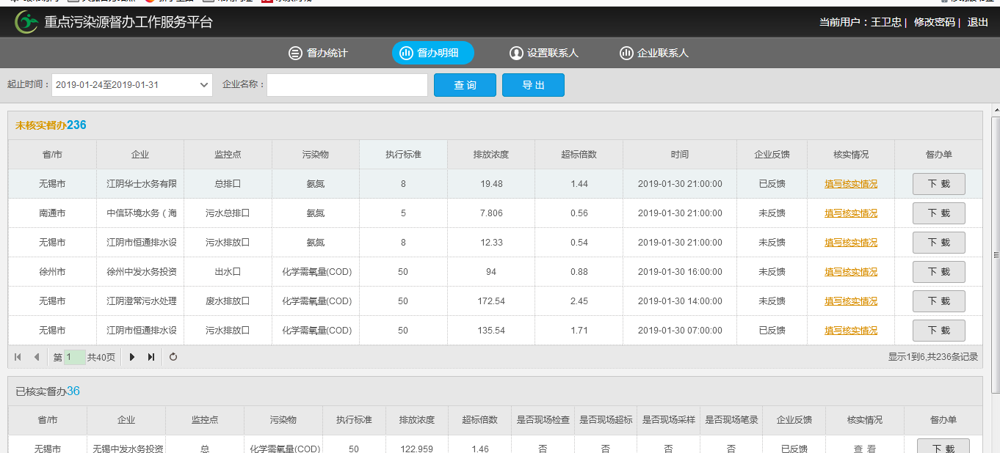 重点污染源督办工作服务平台
当前用户：王卫忠 | 修改密码 | 退出
督办统计 督办明细 设置联系人 企业联系人
起止时间： 2019-01-24至2019-01-31 企业名称： 查 询 导 出
未核实督办236
省/市 企业 监控点 污染物 执行标准 排放浓度 超标倍数 时间 企业反馈 核实情况 督办单
无锡市 江阴华士水务有限 总排口 氨氮 8 19.48 1.44 2019-01-30 21:00:00 已反馈 填写核实情况 下 载
南通市 中信环境水务（海 污水总排口 氨氮 5 7.806 0.56 2019-01-30 21:00:00 未反馈 填写核实情况 下 载
无锡市 江阴市恒通排水设 污水排放口 氨氮 8 12.33 0.54 2019-01-30 21:00:00 未反馈 填写核实情况 下 载
徐州市 徐州中发水务投资 出水口 化学需氧量(COD) 50 94 0.88 2019-01-30 16:00:00 未反馈 填写核实情况 下 载
无锡市 江阴澄常污水处理 废水排放口 化学需氧量(COD) 50 172.54 2.45 2019-01-30 14:00:00 未反馈 填写核实情况 下 载
无锡市 江阴市恒通排水设 污水排放口 化学需氧量(COD) 50 135.54 1.71 2019-01-30 07:00:00 已反馈 填写核实情况 下 载
第 1 共40页 显示1到6,共236条记录
已核实督办36
省/市 企业 监控点 污染物 执行标准 排放浓度 超标倍数 是否现场检查 是否现场超标 是否现场采样 是否现场笔录 企业反馈 核实情况 督办单
无锡市 无锡中发水务投资 总 化学需氧量(COD) 50 122.959 1.46 否 否 否 否 已反馈 查 看 下 载